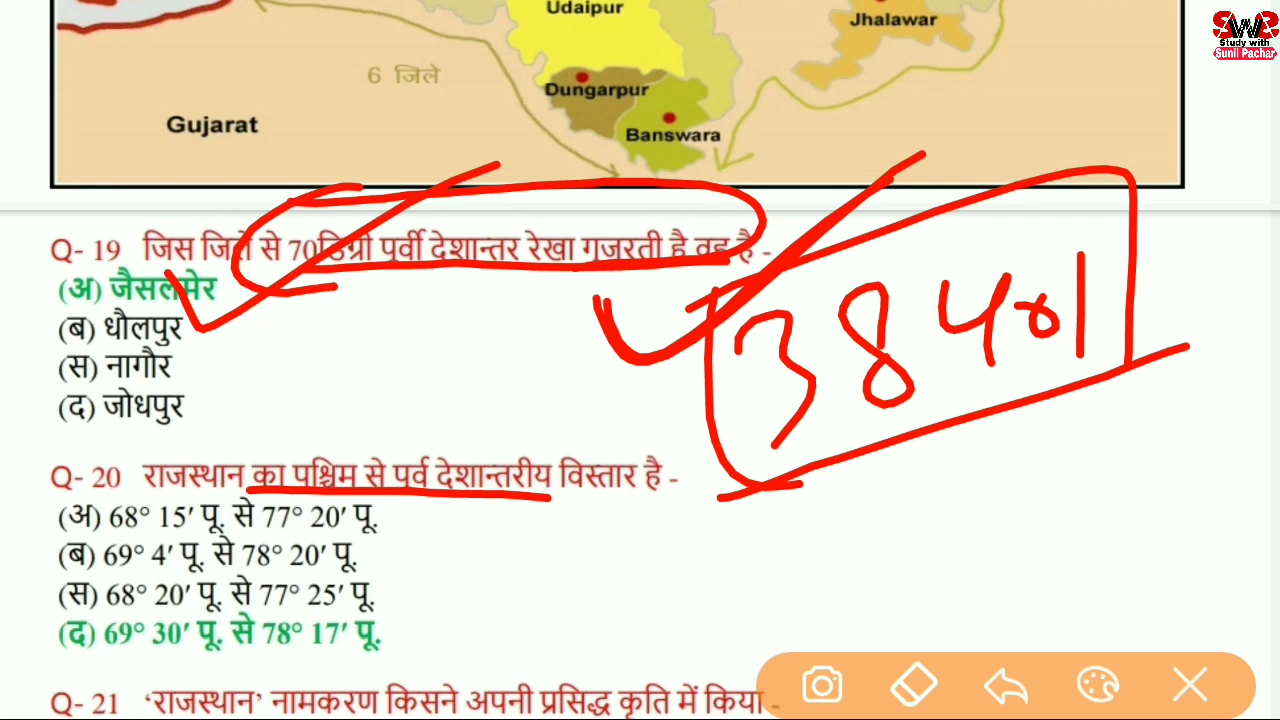 Udaipur
Jhalawar
SWS
Study with
Sunil Pachar
6 जिले
Dungarpur
Gujarat
Banswara
Q- 19 जिस जिले से 70डिग्री पूर्वी देशान्तर रेखा गुजरती है वह है -
(अ) जैसलमेर
(ब) धौलपुर
(स) नागौर
(द) जोधपुर
Q- 20 राजस्थान का पश्चिम से पूर्व देशान्तरीय विस्तार है -
(अ) 68° 15′ पू. से 77° 20′ पू.
(ब) 69° 4′ पू. से 78° 20′ पू.
(स) 68° 20′ पू. से 77° 25′ पू.
(द) 69° 30′ पू. से 78° 17′ पू.
Q- 21 ‘राजस्थान’ नामकरण किसने अपनी प्रसिद्ध कृति में किया -